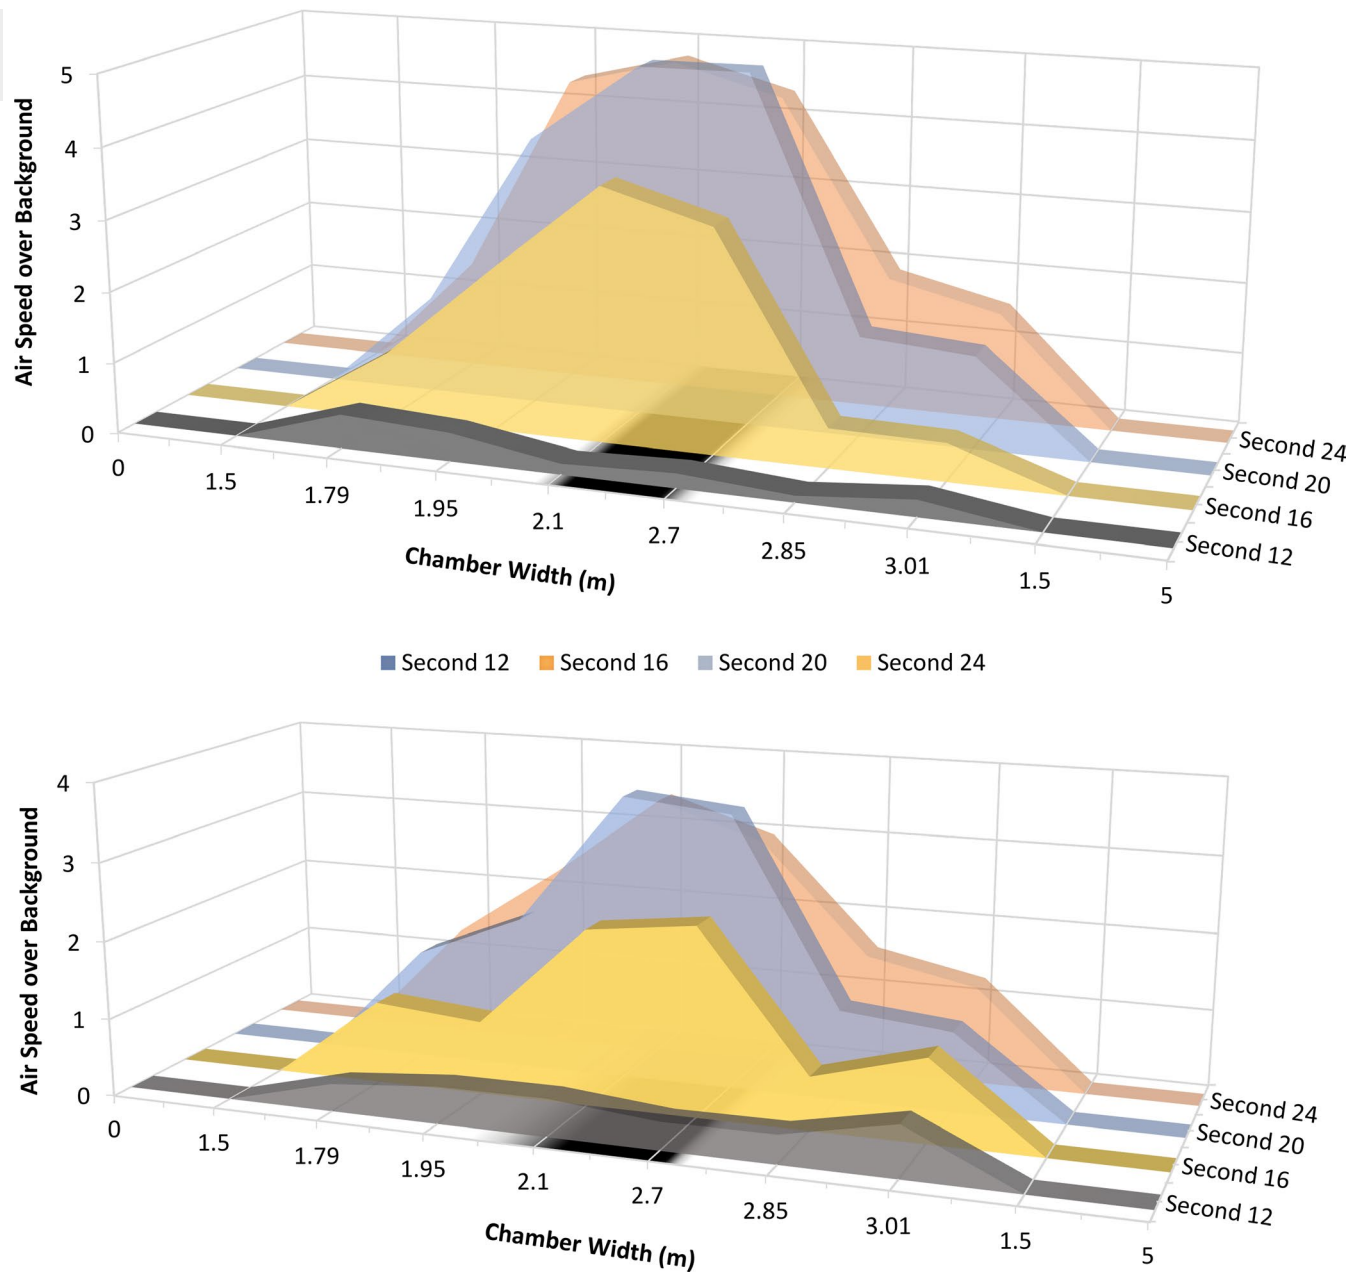 5
4
3
2
1
0
Air Speed over Background
0
1.5
1.79
1.95
2.1
2.7
2.85
3.01
1.5
5
Chamber Width (m)
Second 24
Second 20
Second 16
Second 12
Second 12 Second 16 Second 20 Second 24
4
3
2
1
0
Air Speed over Background
0
1.5
1.79
1.95
2.1
2.7
2.85
3.01
1.5
5
Chamber Width (m)
Second 24
Second 20
Second 16
Second 12